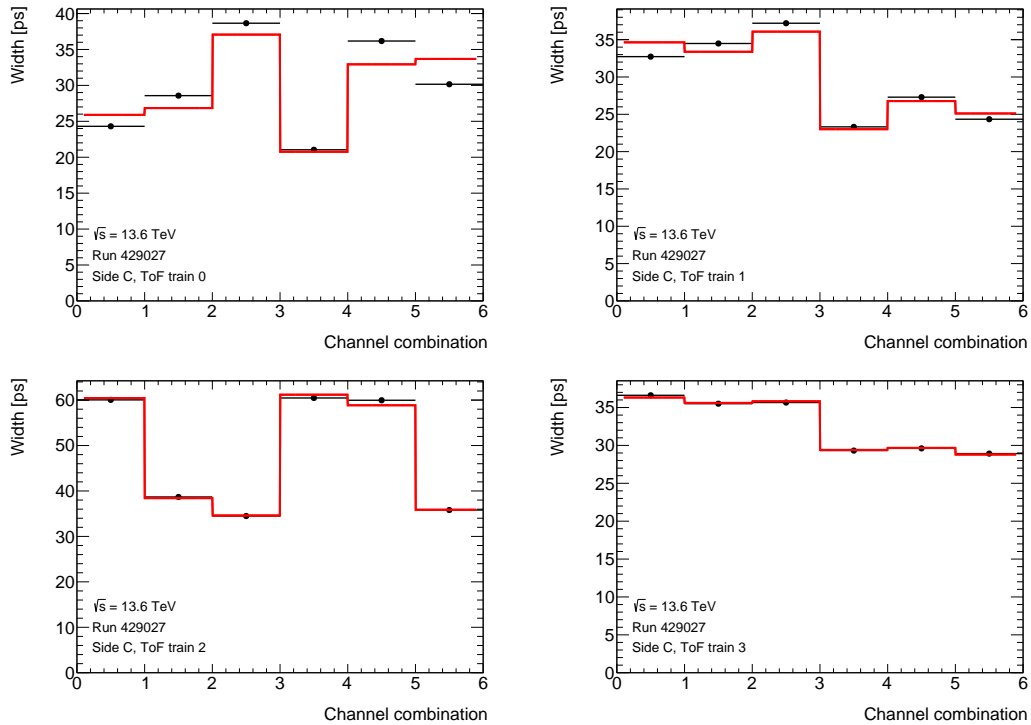 Width [ps]
40
35
30
25
20
15
10
5
0
√s = 13.6 TeV
Run 429027
Side C, ToF train 0
0 1 2 3 4 5 6
Channel combination
Width [ps]
35
30
25
20
15
10
5
0
√s = 13.6 TeV
Run 429027
Side C, ToF train 1
0 1 2 3 4 5 6
Channel combination
Width [ps]
60
50
40
30
20
10
0
√s = 13.6 TeV
Run 429027
Side C, ToF train 2
0 1 2 3 4 5 6
Channel combination
Width [ps]
35
30
25
20
15
10
5
0
√s = 13.6 TeV
Run 429027
Side C, ToF train 3
0 1 2 3 4 5 6
Channel combination